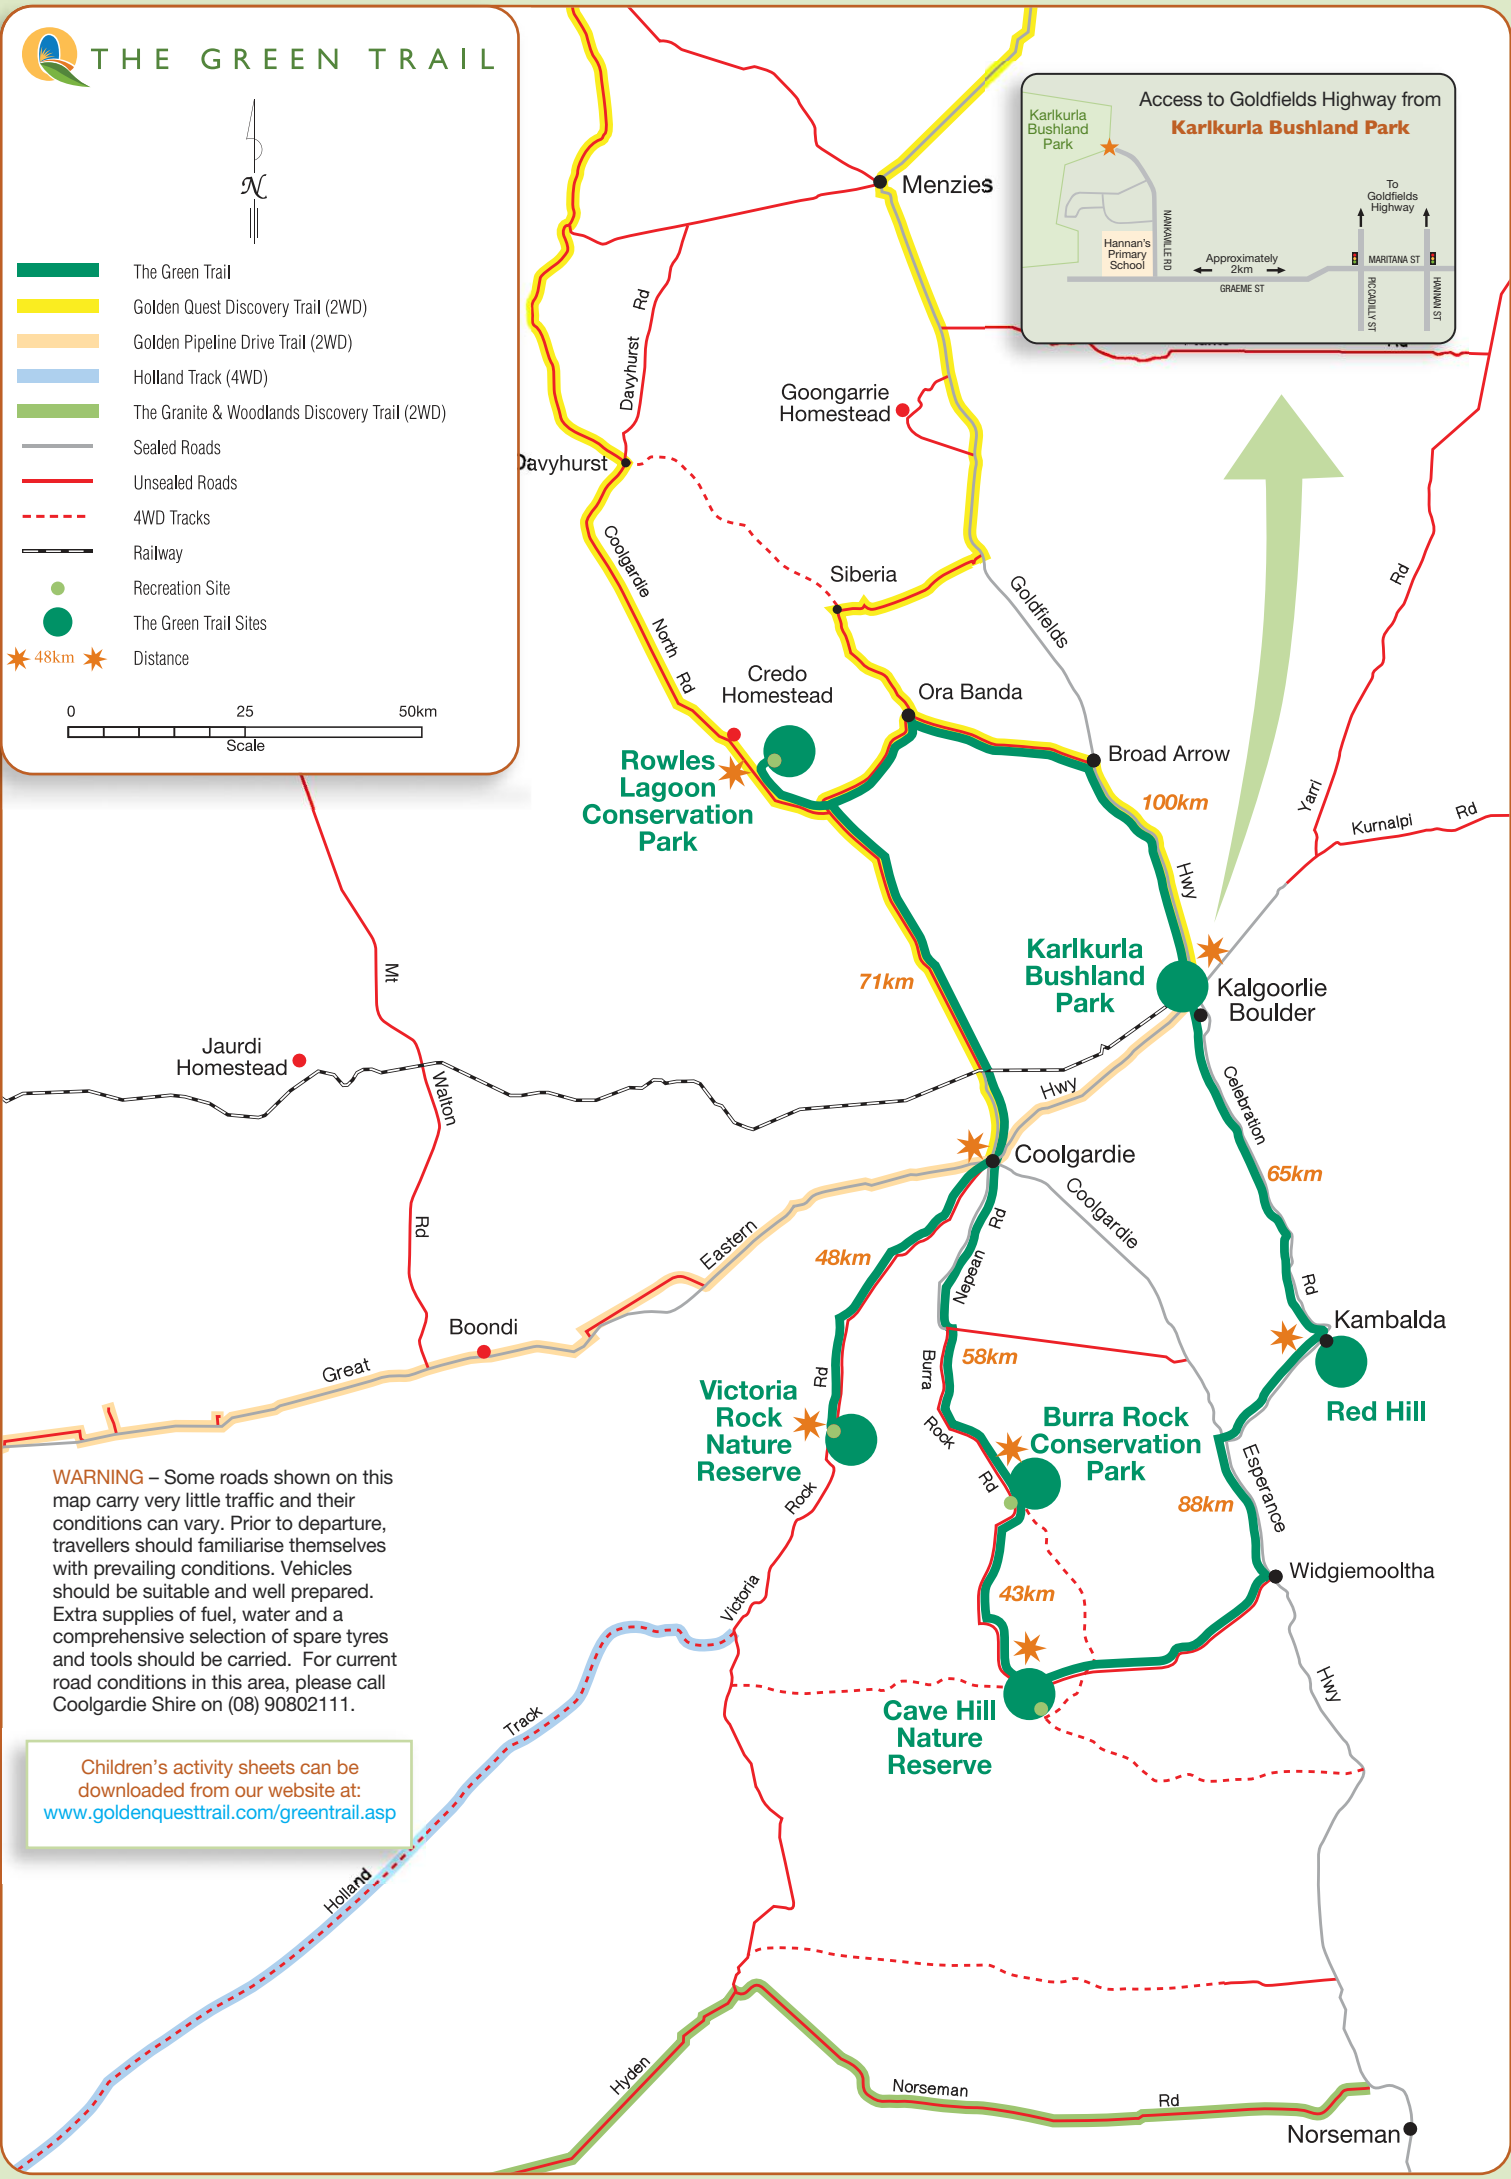 THE GREEN TRAIL
N
The Green Trail
Golden Quest Discovery Trail (2WD)
Golden Pipeline Drive Trail (2WD)
Holland Track (4WD)
The Granite & Woodlands Discovery Trail (2WD)
Sealed Roads
Unsealed Roads
4WD Tracks
Railway
Recreation Site
The Green Trail Sites
48km
Distance
0 25 50km
Scale
Access to Goldfields Highway from
Karlkurla Bushland Park
Karlkurla
Bushland
Park
Hannan's
Primary
School
NANKAVILLE RD
Approximately
2km
GRAEME ST
To
Goldfields
Highway
MARITANA ST
PICCADILLY ST
HANNAN ST
Menzies
Rd
Davyhurst
Goongarrie
Homestead
Davyhurst
Coolgardie
North
Rd
Siberia
Goldfields
Rd
Credo
Homestead
Ora Banda
Rowles
Lagoon
Conservation
Park
Broad Arrow
100km
Yarri
Kurnalpi
Rd
Hwy
Karlkurla
Bushland
Park
Kalgoorlie
Boulder
71km
Mt
Jaurdi
Homestead
Walton
Hwy
Celebration
Coolgardie
65km
Coolgardie
Rd
Rd
Eastern
48km
Nepean
Rd
Boondi
Great
Kambalda
58km
Burra
Rd
Victoria
Rock
Nature
Reserve
Burra Rock
Conservation
Park
Red Hill
Rock
Rd
Esperance
88km
Rock
Widgiemooltha
43km
Victoria
Hwy
Cave Hill
Nature
Reserve
WARNING – Some roads shown on this
map carry very little traffic and their
conditions can vary. Prior to departure,
travellers should familiarise themselves
with prevailing conditions. Vehicles
should be suitable and well prepared.
Extra supplies of fuel, water and a
comprehensive selection of spare tyres
and tools should be carried. For current
road conditions in this area, please call
Coolgardie Shire on (08) 90802111.
Track
Children's activity sheets can be
downloaded from our website at:
www.goldenquesttrail.com/greentrail.asp
Holland
Hyden
Norseman
Rd
Norseman